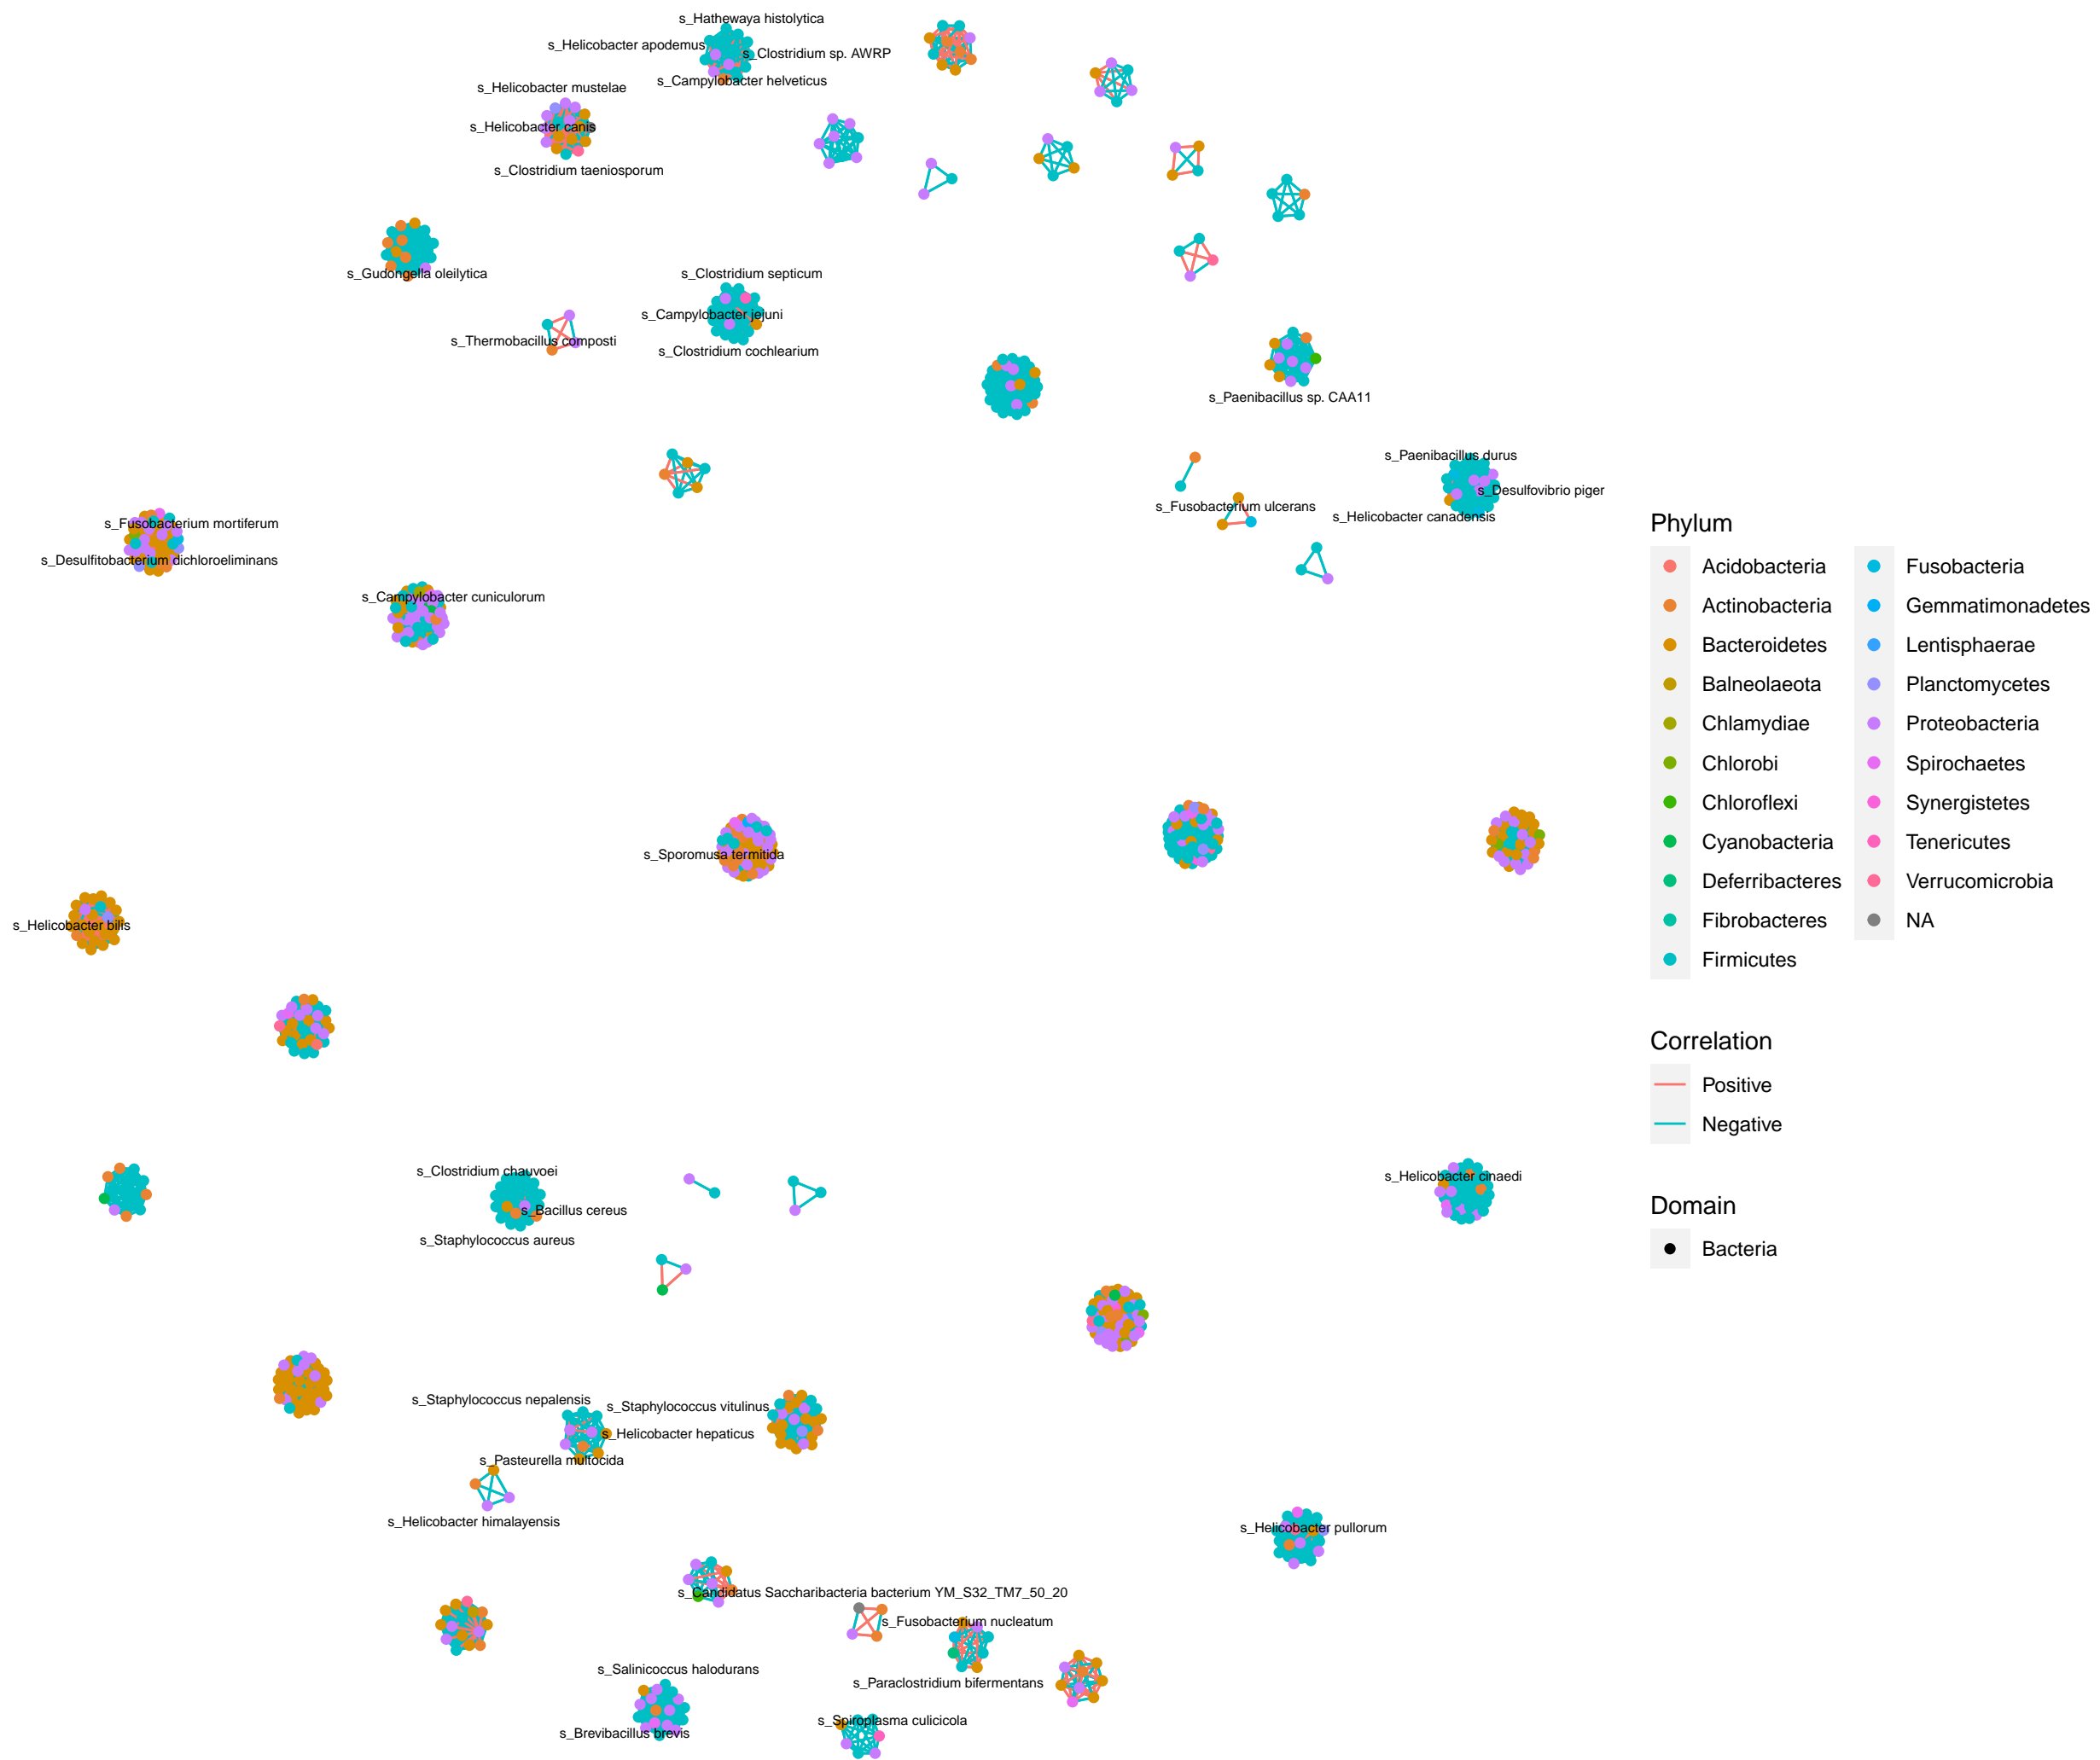 s_Hathewaya histolytica
s_Helicobacter apodemus
s_Clostridium sp. AWRP
s_Campylobacter helveticus
s_Helicobacter mustelae
s_Helicobacter canis
s_Clostridium taeniosporum
s_Gudongella oleilytica
s_Clostridium septicum
s_Campylobacter jejuni
s_Thermobacillus composti
s_Clostridium cochlearium
s_Paenibacillus sp. CAA11
s_Paenibacillus durus
s_Desulfovibrio piger
s_Fusobacterium ulcerans
s_Helicobacter canadensis
s_Fusobacterium mortiferum
s_Desulfitobacterium dichloroeliminans
s_Campylobacter cuniculorum
s_Sporomusa termitida
s_Helicobacter bilis
s_Clostridium chauvoei
s_Bacillus cereus
s_Staphylococcus aureus
s_Helicobacter cinaedi
s_Staphylococcus nepalensis
s_Staphylococcus vitulinus
s_Helicobacter hepaticus
s_Pasteurella multocida
s_Helicobacter himalayensis
s_Helicobacter pullorum
s_Candidatus Saccharibacteria bacterium YM_S32_TM7_50_20
s_Fusobacterium nucleatum
s_Salinicoccus halodurans
s_Paraclostridium bifermentans
s_Spiroplasma culicicola
s_Brevibacillus brevis
Phylum
Acidobacteria
Actinobacteria
Bacteroidetes
Balneolaeota
Chlamydiae
Chlorobi
Chloroflexi
Cyanobacteria
Deferribacteres
Fibrobacteres
Firmicutes
Fusobacteria
Gemmatimonadetes
Lentisphaerae
Planctomycetes
Proteobacteria
Spirochaetes
Synergistetes
Tenericutes
Verrucomicrobia
NA
Correlation
Positive
Negative
Domain
Bacteria